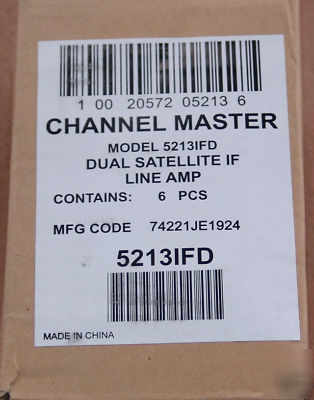 1 00 20572 05213 6
CHANNEL MASTER
MODEL 5213IFD
DUAL SATELLITE IF
LINE AMP
CONTAINS: 6 PCS
MFG CODE 74221JE1924
5213IFD
MADE IN CHINA